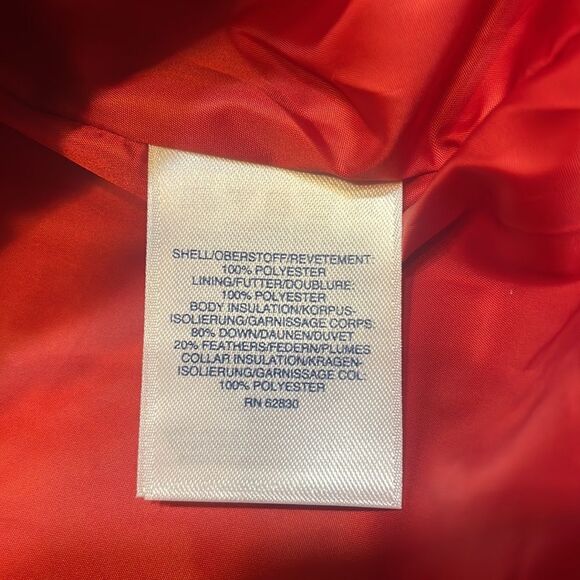 SHELL/OBERSTOFF/REVETEMENT:
100% POLYESTER
LINING/FUTTER/DOUBLURE:
100% POLYESTER
BODY INSULATION/KORPUS-
ISOLIERUNG/GARNISSAGE CORPS:
80% DOWN/DAUNEN/DUVET
20% FEATHERS/FEDERN/PLUMES
COLLAR INSULATION/KRAGEN-
ISOLIERUNG/GARNISSAGE COL:
100% POLYESTER
RN 62830